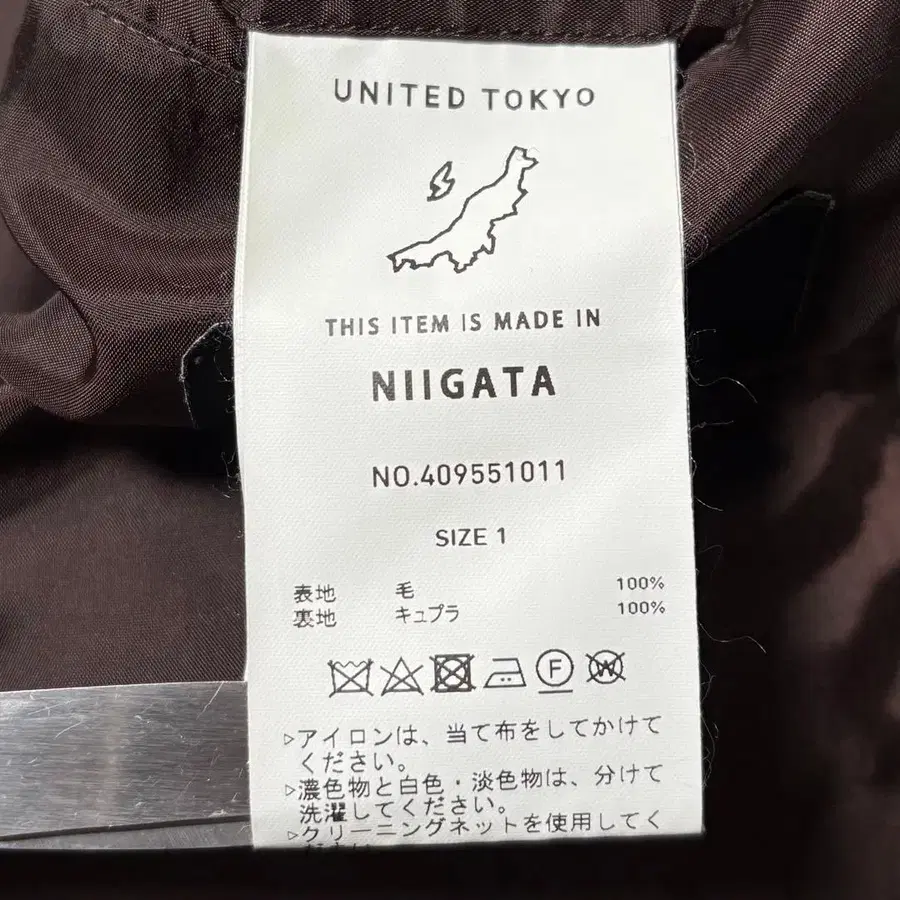 UNITED TOKYO
THIS ITEM IS MADE IN
NIIGATA
NO.409551011
SIZE 1
表地 毛 100%
裏地 キュプラ 100%
F W
▷アイロンは、当て布をしてかけて
ください。
▷濃色物と白色・淡色物は、分けて
洗濯してください。
▷クリーニングネットを使用してく